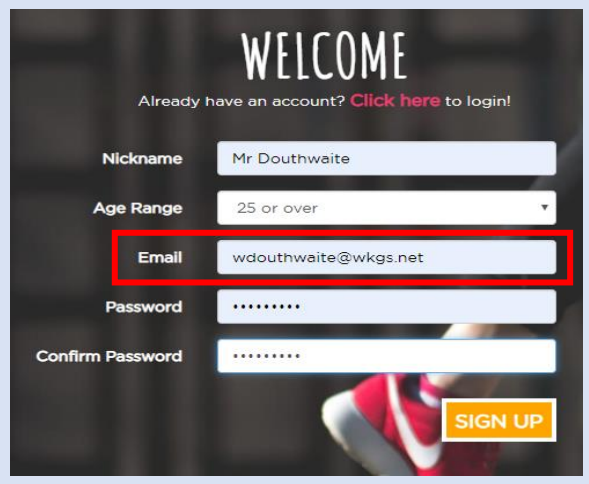 WELCOME
Already have an account? Click here to login!
Nickname Mr Douthwaite
Age Range 25 or over
Email wdouthwaite@wkgs.net
Password •••••••••
Confirm Password •••••••••
SIGN UP